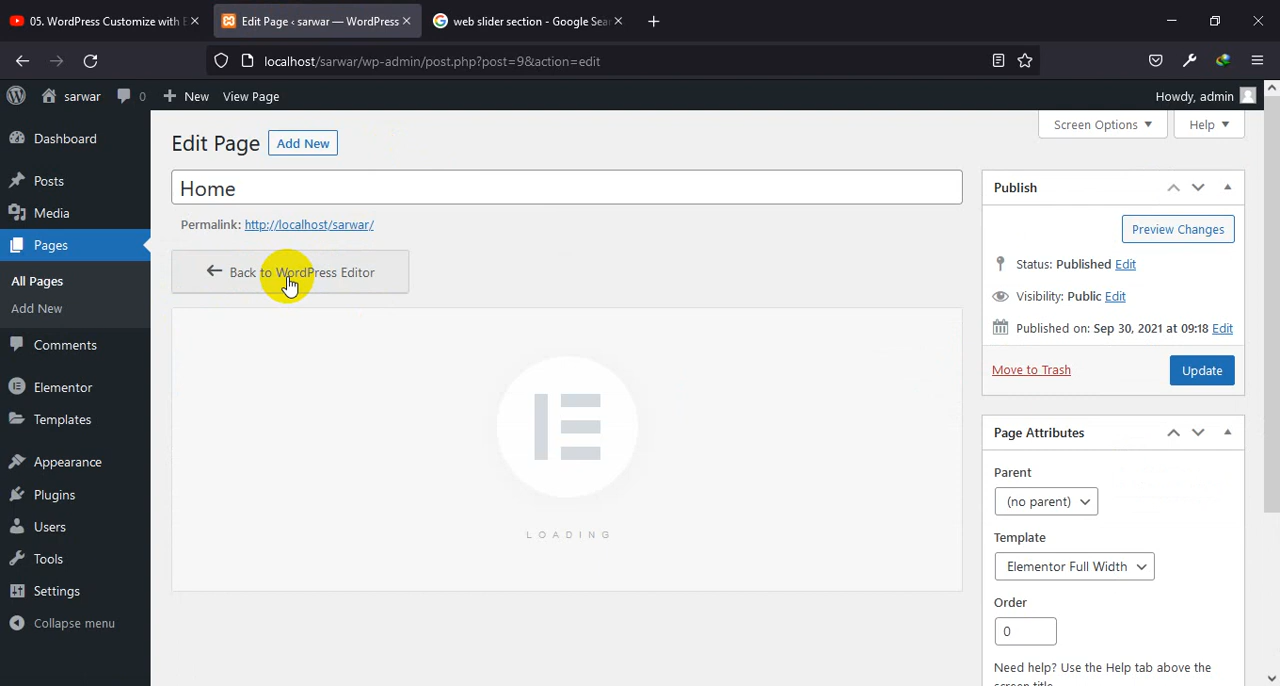 05. WordPress Customize with E
Edit Page ‹ sarwar — WordPress
web slider section - Google Sea
localhost/sarwar/wp-admin/post.php?post=9&action=edit
sarwar 0 New View Page Howdy, admin
Screen Options Help
Dashboard
Posts
Media
Pages
All Pages
Add New
Comments
Elementor
Templates
Appearance
Plugins
Users
Tools
Settings
Collapse menu
Edit Page Add New
Home
Permalink: http://localhost/sarwar/
Back to WordPress Editor
LOADING
Publish
Preview Changes
Status: Published Edit
Visibility: Public Edit
Published on: Sep 30, 2021 at 09:18 Edit
Move to Trash Update
Page Attributes
Parent
(no parent)
Template
Elementor Full Width
Order
0
Need help? Use the Help tab above the
screen title.